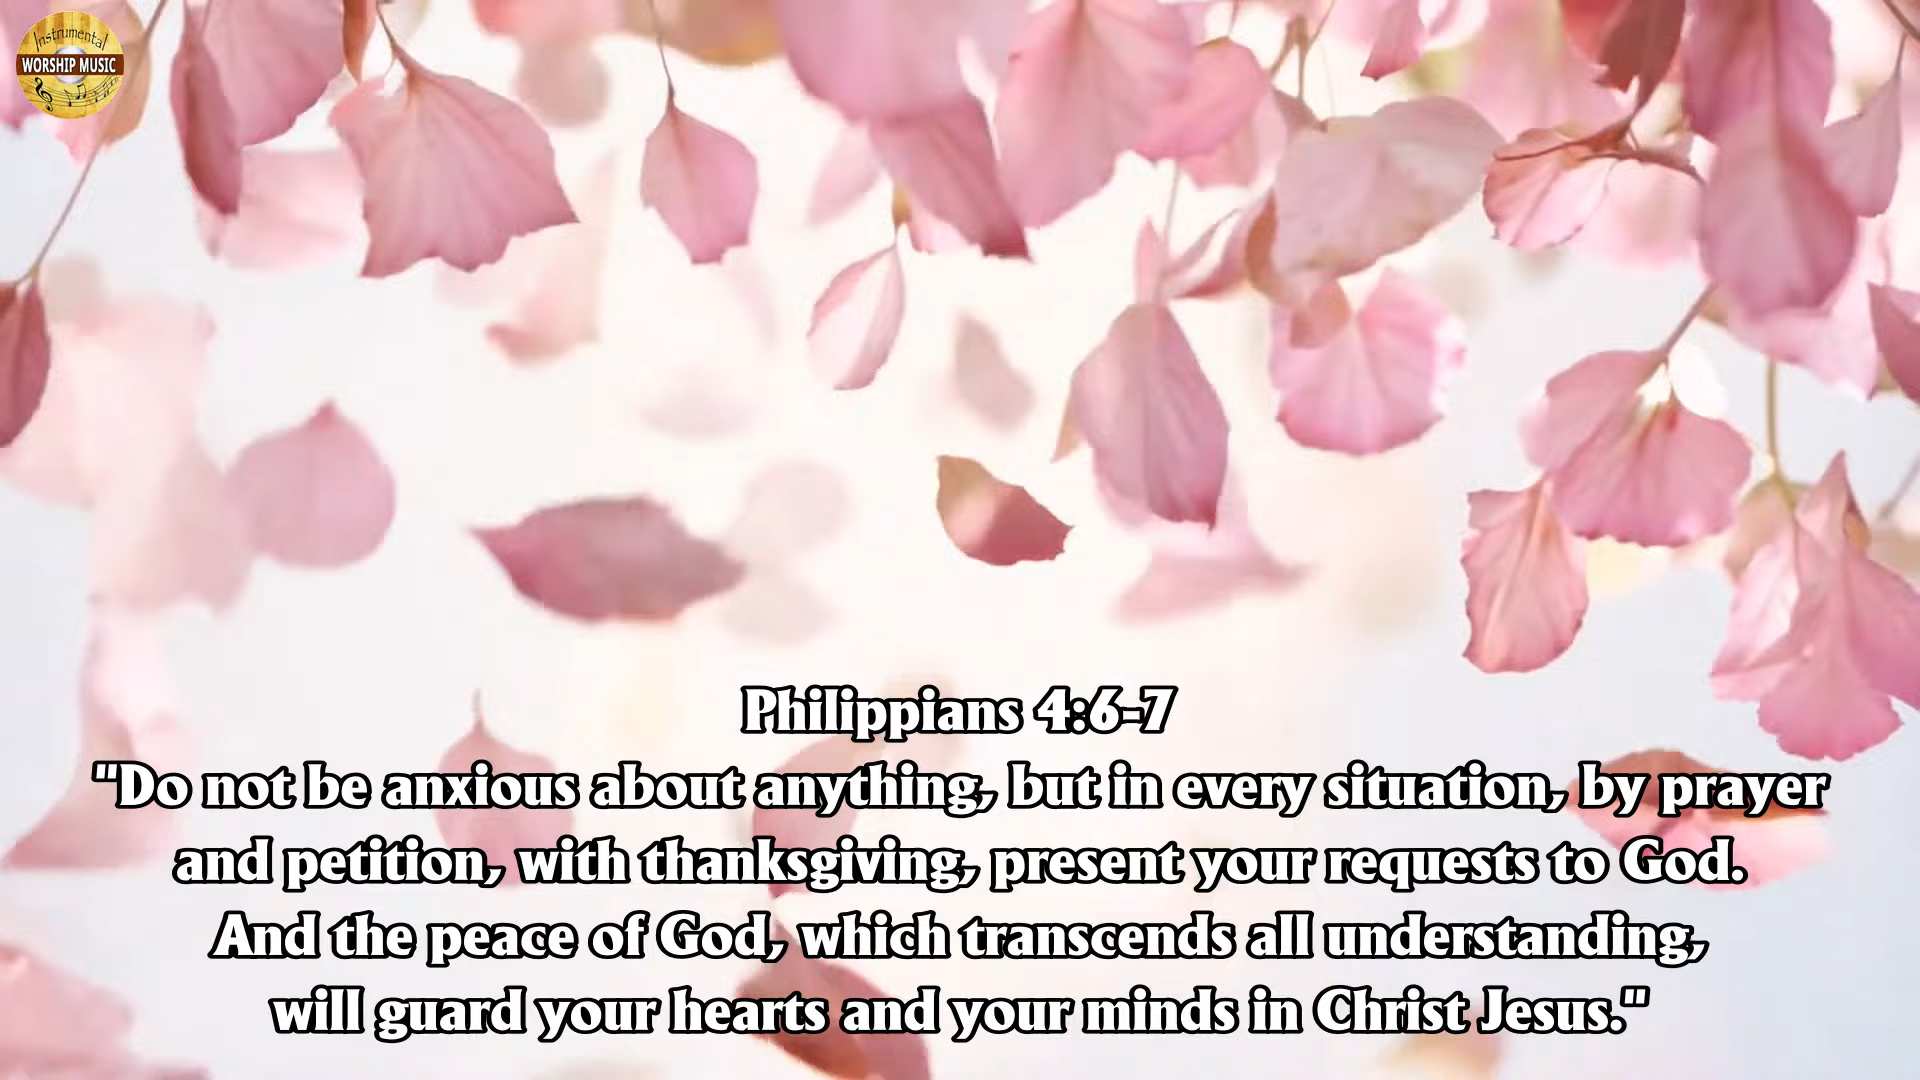 Instrumental
WORSHIP MUSIC
Philippians 4:6-7
"Do not be anxious about anything, but in every situation, by prayer
and petition, with thanksgiving, present your requests to God.
And the peace of God, which transcends all understanding,
will guard your hearts and your minds in Christ Jesus."